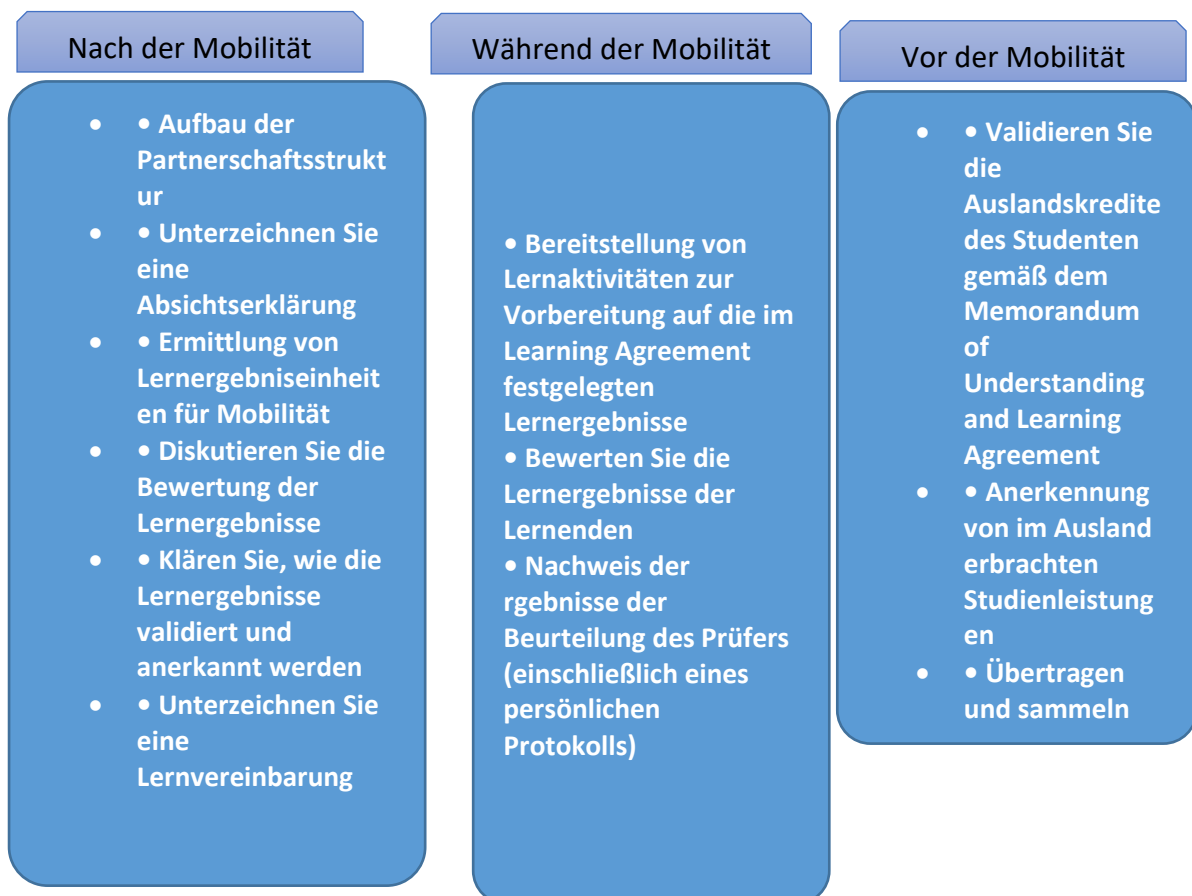 Nach der Mobilität
• • Aufbau der
Partnerschaftsstrukt
ur
• • Unterzeichnen Sie
eine
Absichtserklärung
• • Ermittlung von
Lernergebniseinheit
en für Mobilität
• • Diskutieren Sie die
Bewertung der
Lernergebnisse
• • Klären Sie, wie die
Lernergebnisse
validiert und
anerkannt werden
• • Unterzeichnen Sie
eine
Lernvereinbarung
Während der Mobilität
• Bereitstellung von
Lernaktivitäten zur
Vorbereitung auf die im
Learning Agreement
festgelegten
Lernergebnisse
• Bewerten Sie die
Lernergebnisse der
Lernenden
• Nachweis der
rgebnisse der
Beurteilung des Prüfers
(einschließlich eines
persönlichen
Protokolls)
Vor der Mobilität
• • Validieren Sie
die
Auslandskredite
des Studenten
gemäß dem
Memorandum
of
Understanding
and Learning
Agreement
• • Anerkennung
von im Ausland
erbrachten
Studienleistung
en
• • Übertragen
und sammeln